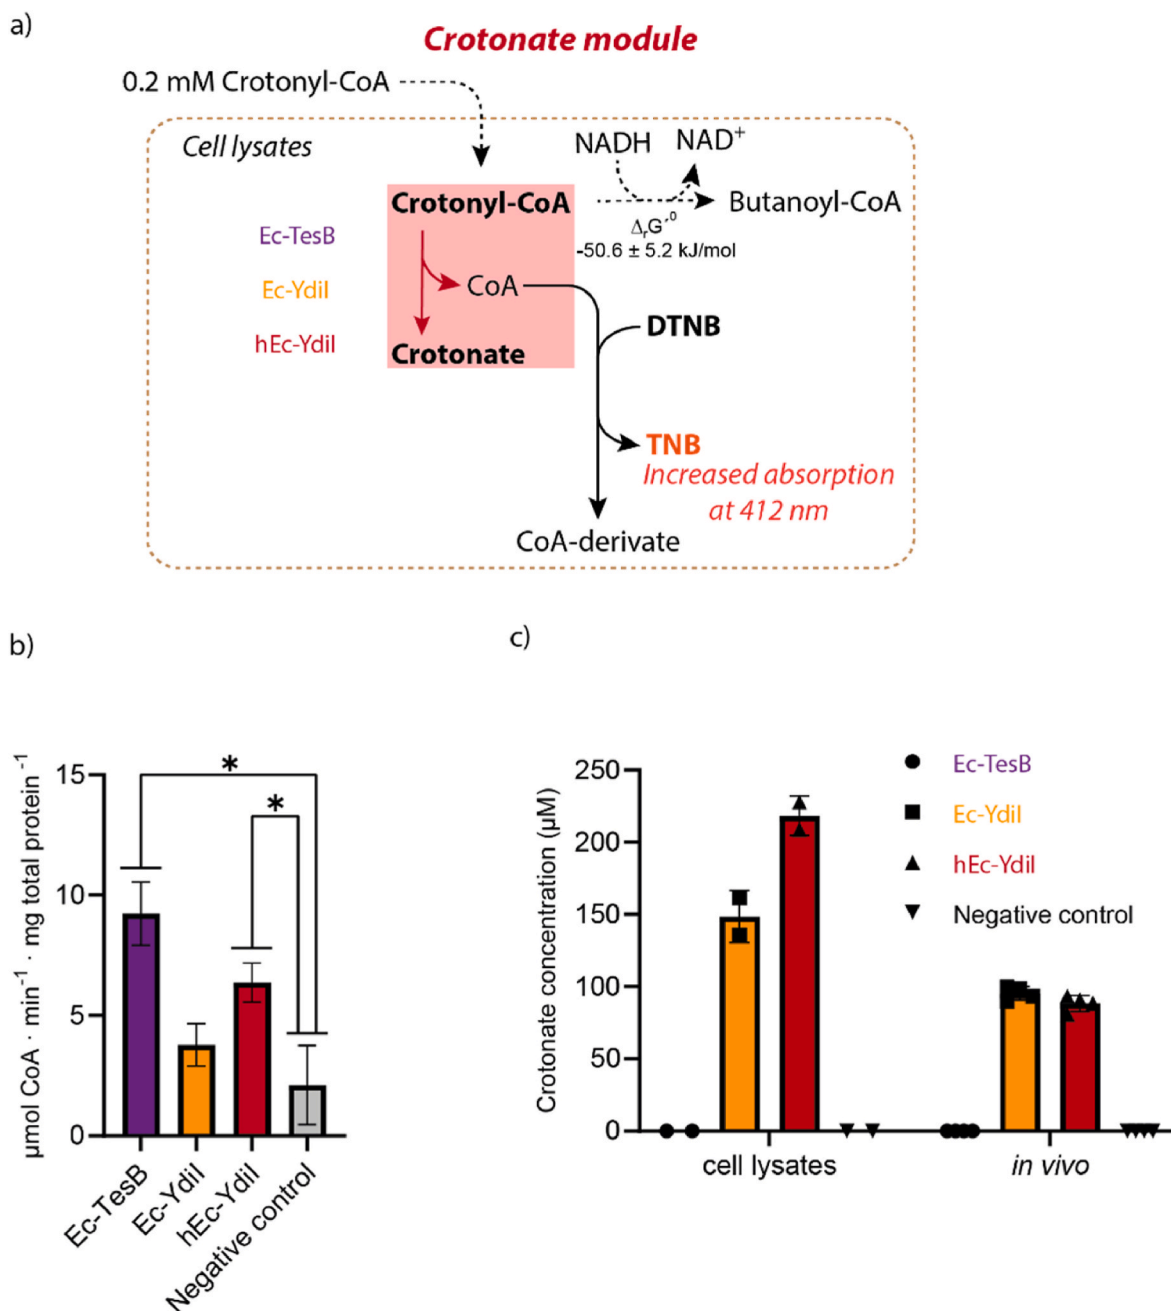 a)
Crotonate module
0.2 mM Crotonyl-CoA
Cell lysates
NADH NAD⁺
Crotonyl-CoA
Butanoyl-CoA
ΔᵣG′⁰
-50.6 ± 5.2 kJ/mol
Ec-TesB
Ec-YdiI
hEc-YdiI
CoA
DTNB
Crotonate
TNB
Increased absorption
at 412 nm
CoA-derivate
b)
µmol CoA · min⁻¹ · mg total protein⁻¹
15
10
5
0
*
*
Ec-TesB
Ec-YdiI
hEc-YdiI
Negative control
c)
Crotonate concentration (µM)
250
200
150
100
50
0
Ec-TesB
Ec-YdiI
hEc-YdiI
Negative control
cell lysates
in vivo